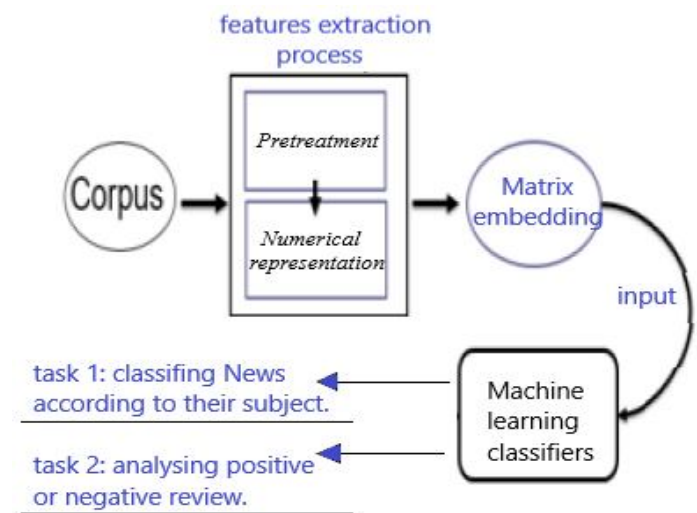 features extraction
process
Pretreatment
Corpus
Numerical
representation
Matrix
embedding
input
task 1: classifing News
according to their subject.
Machine
learning
classifiers
task 2: analysing positive
or negative review.